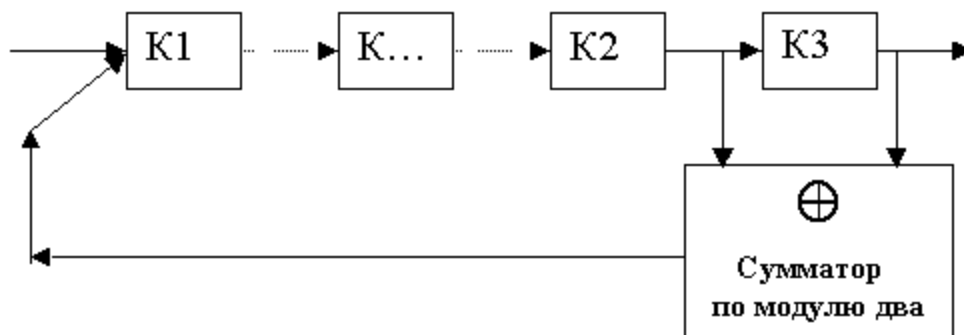 К1
К...
К2
К3
Сумматор
по модулю два